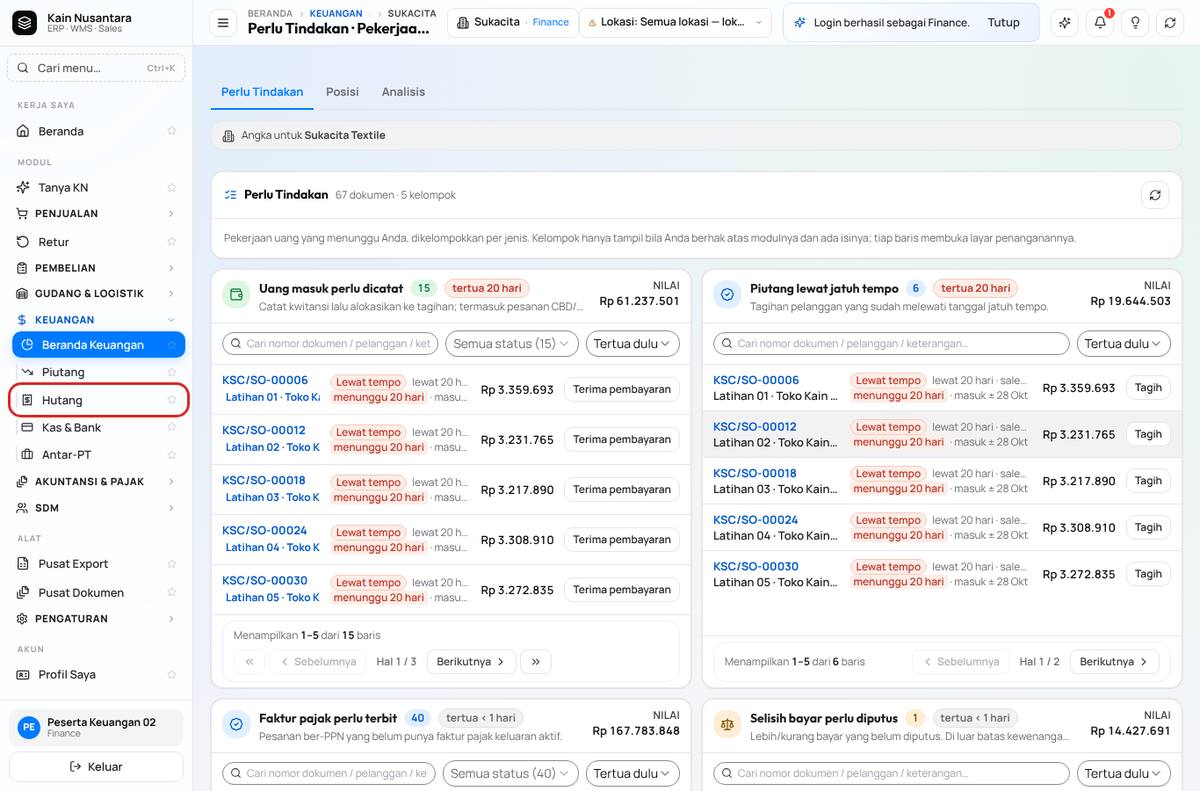 Kain Nusantara
ERP · WMS · Sales
Cari menu...
Ctrl+K
KERJA SAYA
Beranda
MODUL
Tanya KN
PENJUALAN
Retur
PEMBELIAN
GUDANG & LOGISTIK
KEUANGAN
Beranda Keuangan
Piutang
Hutang
Kas & Bank
Antar-PT
AKUNTANSI & PAJAK
SDM
ALAT
Pusat Export
Pusat Dokumen
PENGATURAN
AKUN
Profil Saya
PE
Peserta Keuangan 02
Finance
Keluar
BERANDA > KEUANGAN > SUKACITA
Perlu Tindakan · Pekerjaa...
Sukacita · Finance
Lokasi: Semua lokasi — lok...
Login berhasil sebagai Finance.
Tutup
1
Perlu Tindakan
Posisi
Analisis
Angka untuk Sukacita Textile
Perlu Tindakan 67 dokumen · 5 kelompok
Pekerjaan uang yang menunggu Anda, dikelompokkan per jenis. Kelompok hanya tampil bila Anda berhak atas modulnya dan ada isinya; tiap baris membuka layar penanganannya.
Uang masuk perlu dicatat 15 tertua 20 hari
Catat kwitansi lalu alokasikan ke tagihan; termasuk pesanan CBD/...
NILAI
Rp 61.237.501
Cari nomor dokumen / pelanggan / ket
Semua status (15)
Tertua dulu
KSC/SO-00006
Latihan 01 · Toko Ka
Lewat tempo lewat 20 h...
menunggu 20 hari · masu...
Rp 3.359.693
Terima pembayaran
KSC/SO-00012
Latihan 02 · Toko K
Lewat tempo lewat 20 h...
menunggu 20 hari · masu...
Rp 3.231.765
Terima pembayaran
KSC/SO-00018
Latihan 03 · Toko K
Lewat tempo lewat 20 h...
menunggu 20 hari · masu...
Rp 3.217.890
Terima pembayaran
KSC/SO-00024
Latihan 04 · Toko K
Lewat tempo lewat 20 h...
menunggu 20 hari · masu...
Rp 3.308.910
Terima pembayaran
KSC/SO-00030
Latihan 05 · Toko K
Lewat tempo lewat 20 h...
menunggu 20 hari · masu...
Rp 3.272.835
Terima pembayaran
Menampilkan 1–5 dari 15 baris
« < Sebelumnya Hal 1 / 3 Berikutnya > »
Piutang lewat jatuh tempo 6 tertua 20 hari
Tagihan pelanggan yang sudah melewati tanggal jatuh tempo.
NILAI
Rp 19.644.503
Cari nomor dokumen / pelanggan / keterangan...
Tertua dulu
KSC/SO-00006
Latihan 01 · Toko Kain ...
Lewat tempo lewat 20 hari · sale...
menunggu 20 hari · masuk ± 28 Okt
Rp 3.359.693
Tagih
KSC/SO-00012
Latihan 02 · Toko Kain...
Lewat tempo lewat 20 hari · sale...
menunggu 20 hari · masuk ± 28 Okt
Rp 3.231.765
Tagih
KSC/SO-00018
Latihan 03 · Toko Kain...
Lewat tempo lewat 20 hari · sale...
menunggu 20 hari · masuk ± 28 Okt
Rp 3.217.890
Tagih
KSC/SO-00024
Latihan 04 · Toko Kain...
Lewat tempo lewat 20 hari · sale...
menunggu 20 hari · masuk ± 28 Okt
Rp 3.308.910
Tagih
KSC/SO-00030
Latihan 05 · Toko Kain...
Lewat tempo lewat 20 hari · sale...
menunggu 20 hari · masuk ± 28 Okt
Rp 3.272.835
Tagih
Menampilkan 1–5 dari 6 baris
< Sebelumnya Hal 1 / 2 Berikutnya >
Faktur pajak perlu terbit 40 tertua < 1 hari
Pesanan ber-PPN yang belum punya faktur pajak keluaran aktif.
NILAI
Rp 167.783.848
Cari nomor dokumen / pelanggan / ke
Semua status (40)
Tertua dulu
Selisih bayar perlu diputus 1 tertua < 1 hari
Lebih/kurang bayar yang belum diputus. Di luar batas kewenanga...
NILAI
Rp 14.427.691
Cari nomor dokumen / pelanggan / keterangan...
Tertua dulu